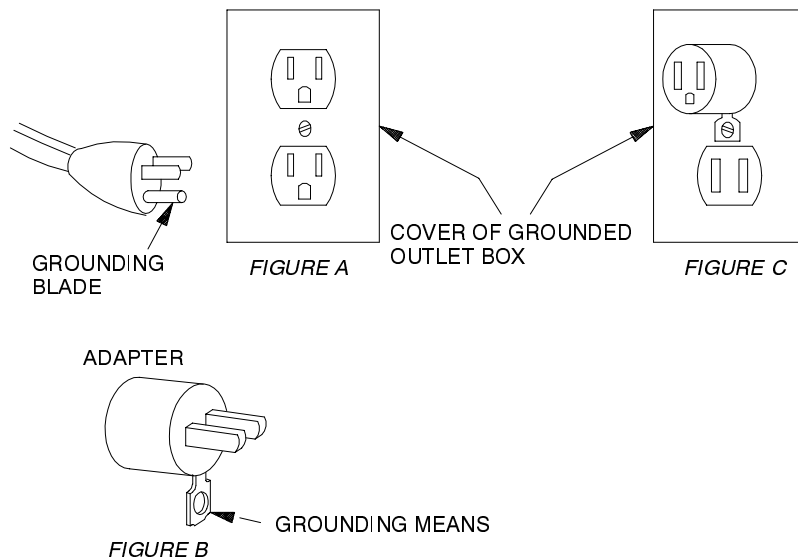 GROUNDING
BLADE
FIGURE A
COVER OF GROUNDED
OUTLET BOX
FIGURE C
ADAPTER
GROUNDING MEANS
FIGURE B